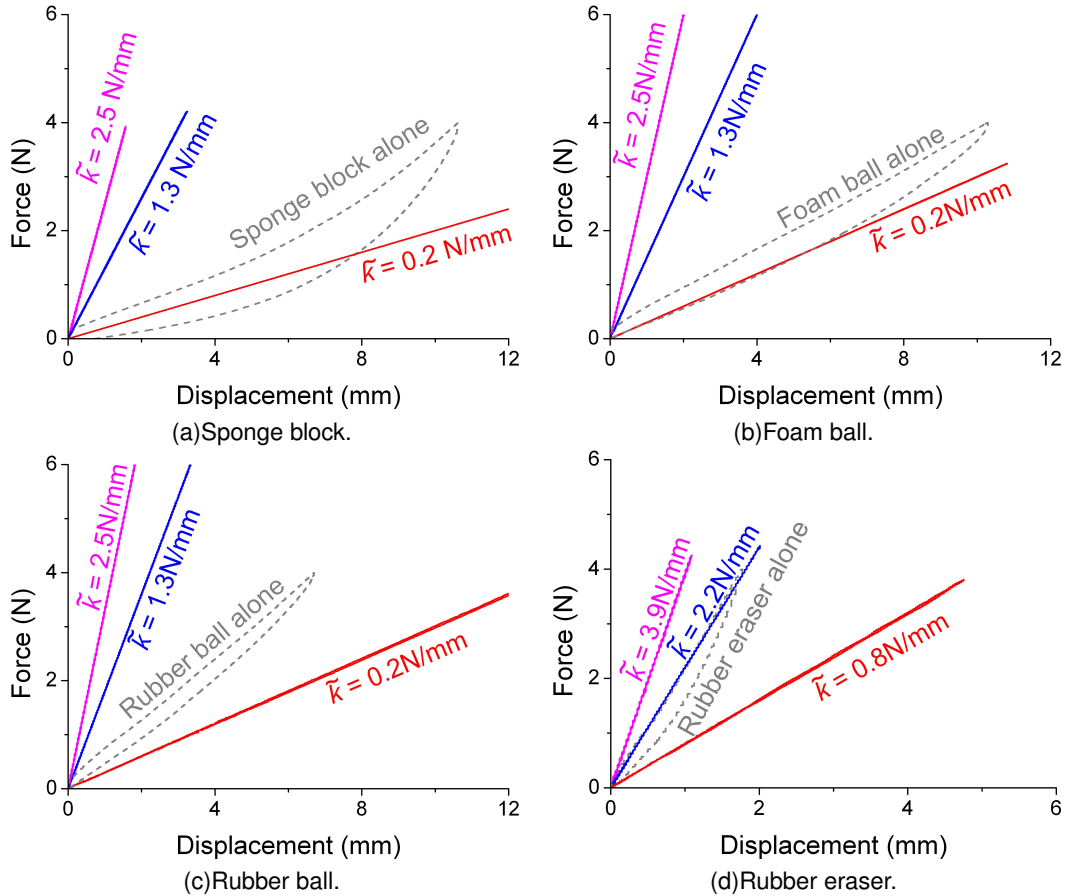 6
4
2
0
0
4
8
12
Force (N)
Displacement (mm)
k̃ = 2.5 N/mm
k̃ = 1.3 N/mm
Sponge block alone
k̃ = 0.2 N/mm
(a)Sponge block.
6
4
2
0
0
4
8
12
Force (N)
Displacement (mm)
k̃ = 2.5N/mm
k̃ = 1.3N/mm
Foam ball alone
k̃ = 0.2N/mm
(b)Foam ball.
6
4
2
0
0
4
8
12
Force (N)
Displacement (mm)
k̃ = 2.5N/mm
k̃ = 1.3N/mm
Rubber ball alone
k̃ = 0.2N/mm
(c)Rubber ball.
6
4
2
0
0
2
4
6
Force (N)
Displacement (mm)
k̃ = 3.9N/mm
k̃ = 2.2N/mm
Rubber eraser alone
k̃ = 0.8N/mm
(d)Rubber eraser.